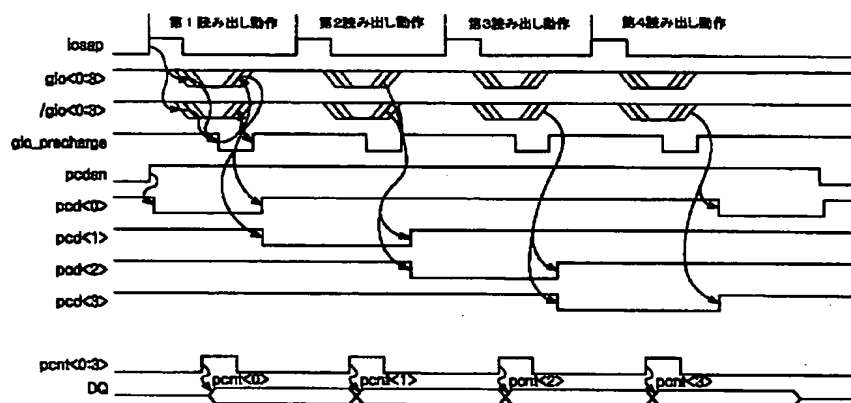 第1読み出し動作 第2読み出し動作 第3読み出し動作 第4読み出し動作
iosap
gio<0:3>
/gio<0:3>
gio_precharge
pcdsn
pcd<0>
pcd<1>
pcd<2>
pcd<3>
pcnt<0:3>
pcnt<0> pcnt<1> pcnt<2> pcnt<3>
DQ